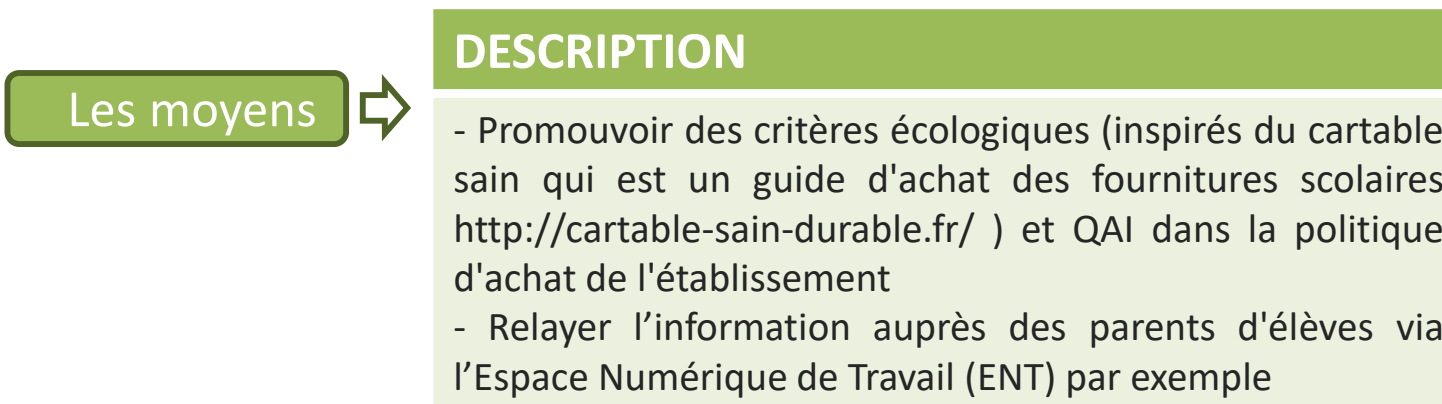 Les moyens
DESCRIPTION
- Promouvoir des critères écologiques (inspirés du cartable
sain qui est un guide d'achat des fournitures scolaires
http://cartable-sain-durable.fr/ ) et QAI dans la politique
d'achat de l'établissement
- Relayer l’information auprès des parents d'élèves via
l’Espace Numérique de Travail (ENT) par exemple